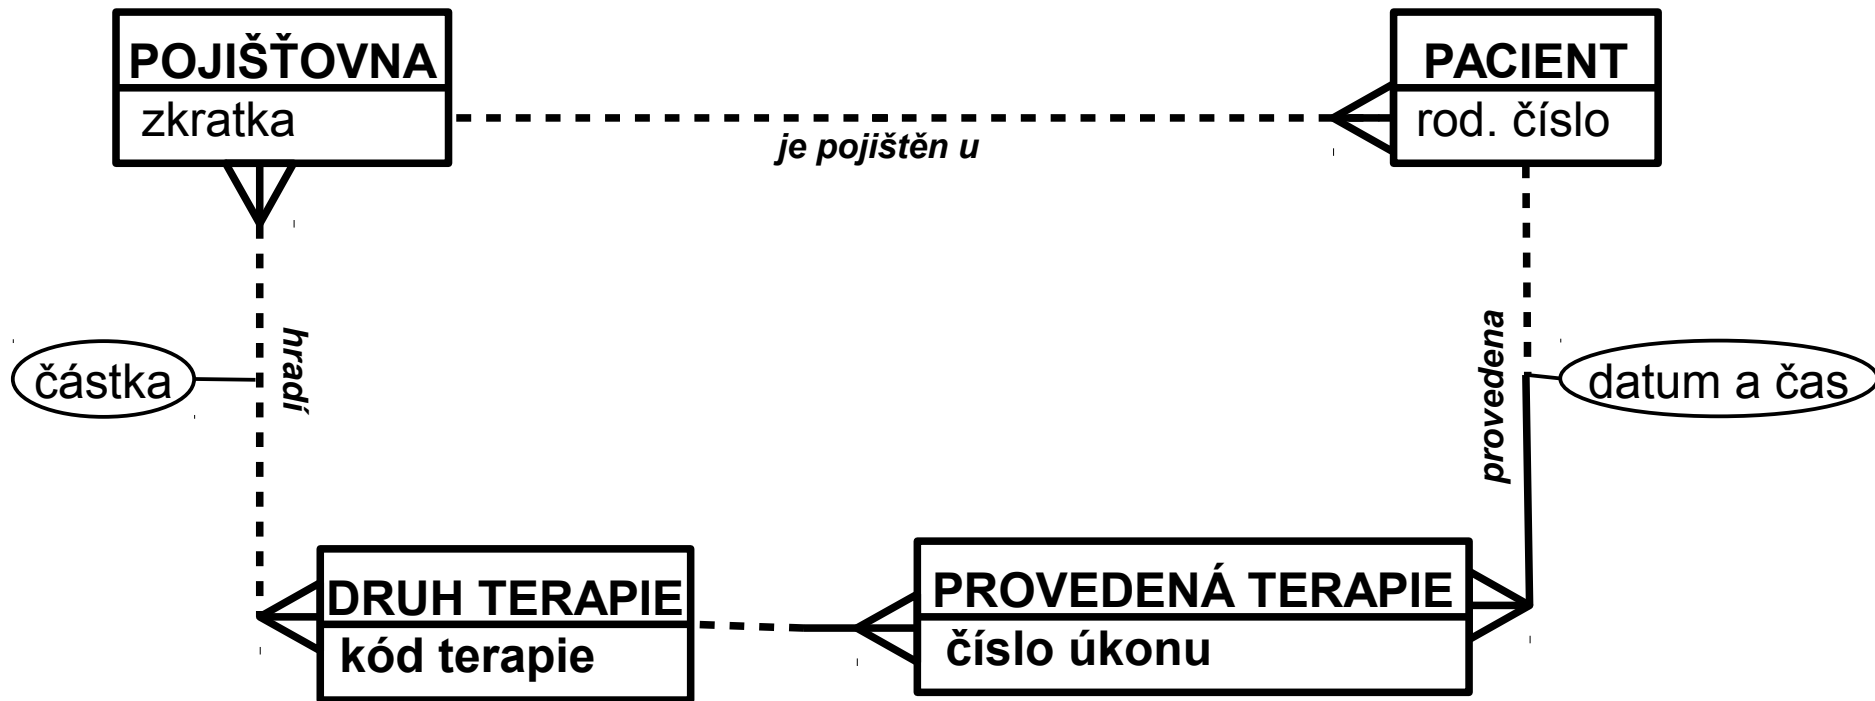 POJIŠŤOVNA
zkratka
PACIENT
rod. číslo
je pojištěn u
hradí
částka
provedena
datum a čas
DRUH TERAPIE
kód terapie
PROVEDENÁ TERAPIE
číslo úkonu